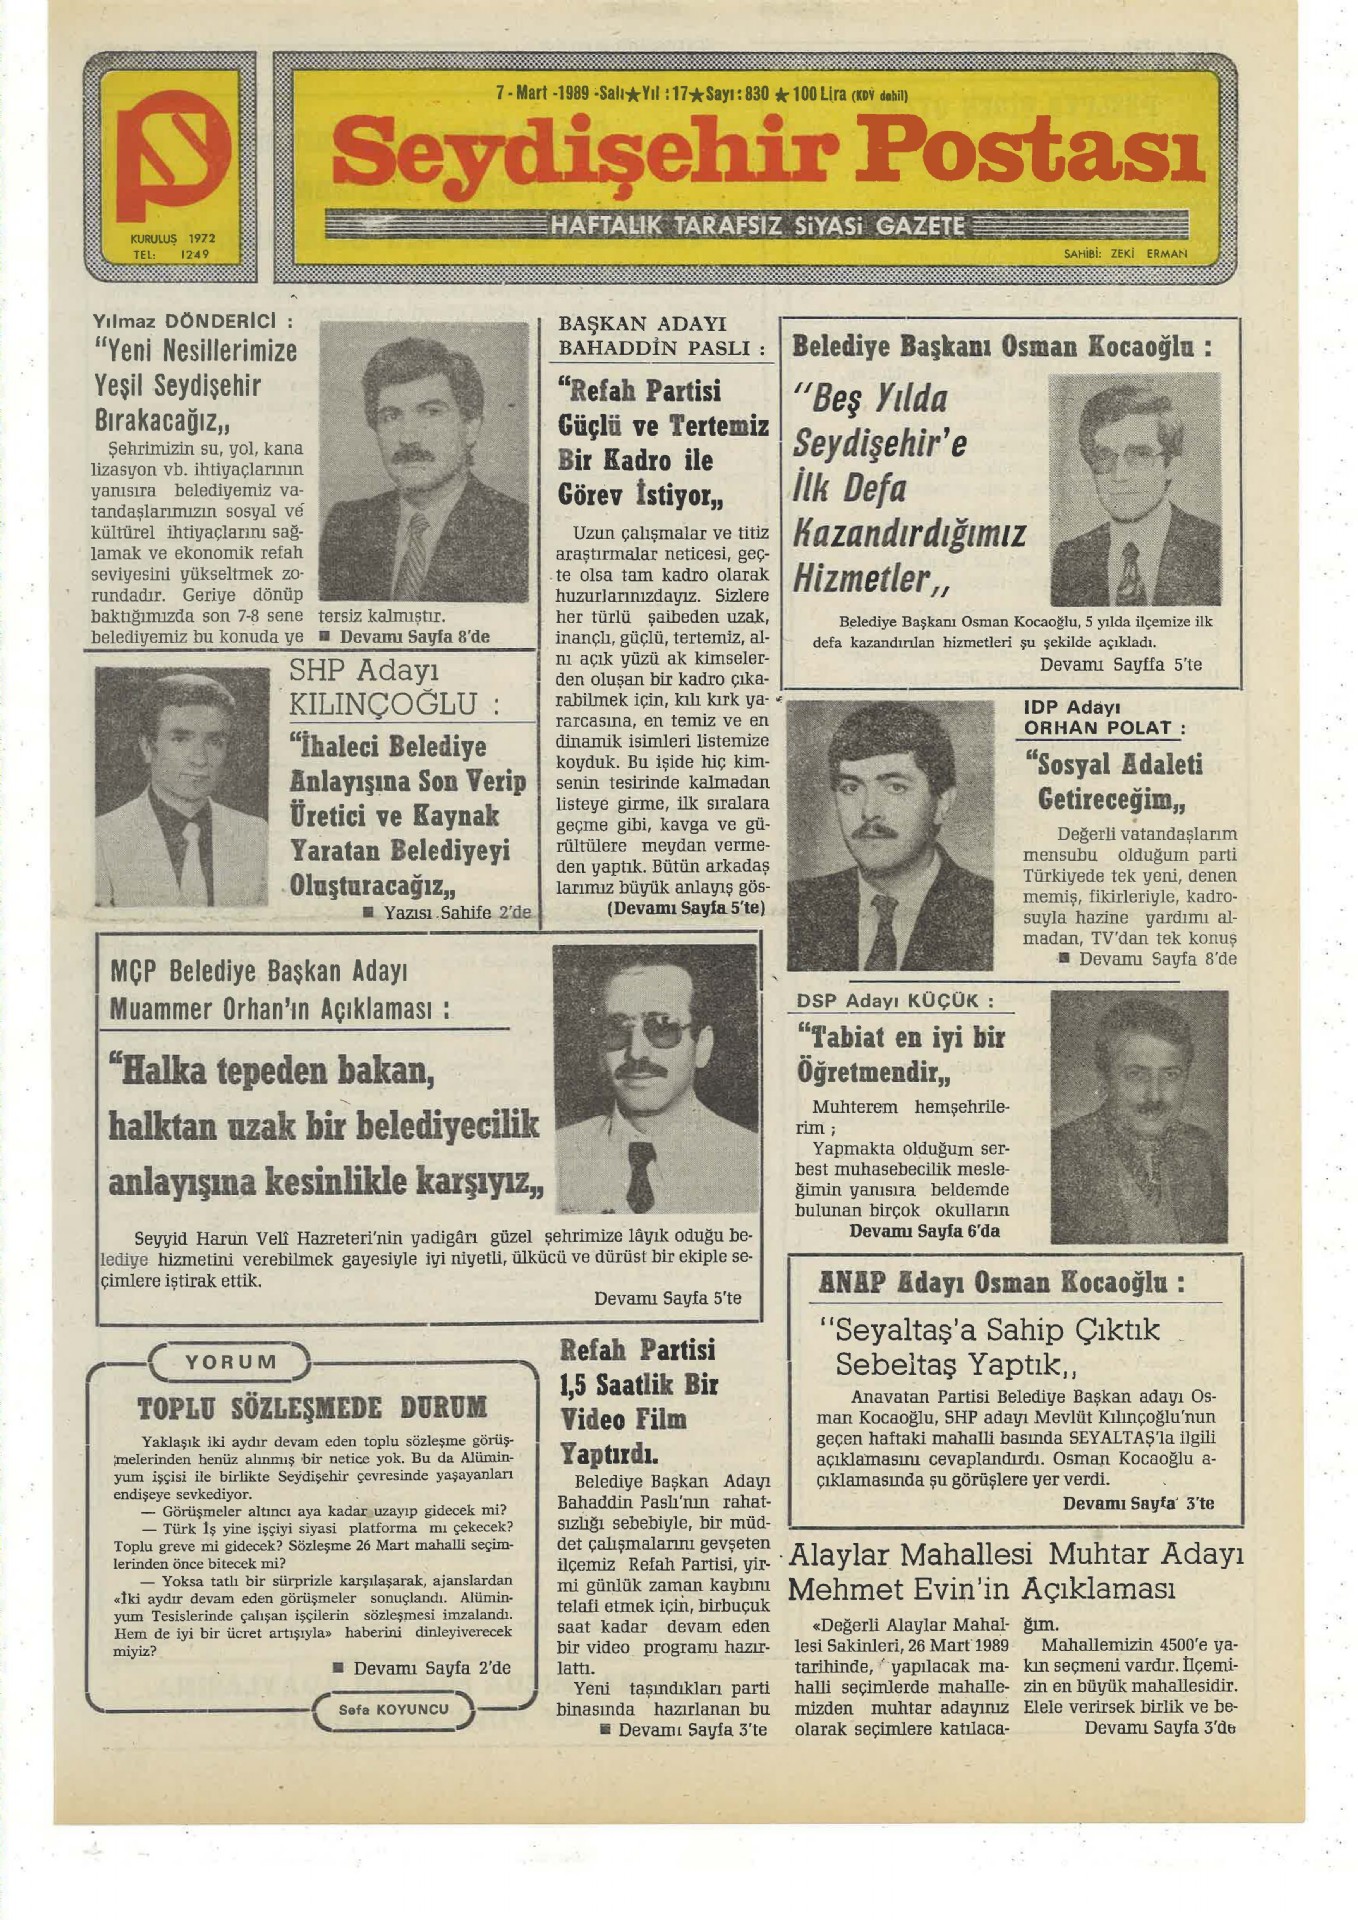 KURULUŞ 1972
TEL: 1249
7 - Mart -1989 -Salı★Yıl :17★Sayı: 830 ★ 100 Lira (KDV dahil)
Seydişehir Postası
HAFTALIK TARAFSIZ SİYASİ GAZETE
SAHİBİ: ZEKİ ERMAN
Yılmaz DÖNDERİCİ :
“Yeni Nesillerimize
Yeşil Seydişehir
Bırakacağız„
Şehrimizin su, yol, kana
lizasyon vb. ihtiyaçlarının
yanısıra belediyemiz va-
tandaşlarımızın sosyal ve
kültürel ihtiyaçlarını sağ-
lamak ve ekonomik refah
seviyesini yükseltmek zo-
rundadır. Geriye dönüp
baktığımızda son 7-8 sene
belediyemiz bu konuda ye
tersiz kalmıştır.
■ Devamı Sayfa 8'de
SHP Adayı
KILINÇOĞLU :
“İhaleci Belediye
Anlayışına Son Verip
Üretici ve Kaynak
Yaratan Belediyeyi
Oluşturacağız„
■ Yazısı Sahife 2'de
BAŞKAN ADAYI
BAHADDİN PASLI :
“Refah Partisi
Güçlü ve Tertemiz
Bir Kadro ile
Görev İstiyor„
Uzun çalışmalar ve titiz
araştırmalar neticesi, geç-
te olsa tam kadro olarak
huzurlarınızdayız. Sizlere
her türlü şaibeden uzak,
inançlı, güçlü, tertemiz, al-
nı açık yüzü ak kimseler-
den oluşan bir kadro çıka-
rabilmek için, kılı kırk ya-
rarcasına, en temiz ve en
dinamik isimleri listemize
koyduk. Bu işide hiç kim-
senin tesirinde kalmadan
listeye girme, ilk sıralara
geçme gibi, kavga ve gü-
rültülere meydan verme-
den yaptık. Bütün arkadaş
larımız büyük anlayış gös-
(Devamı Sayfa 5'te)
Belediye Başkanı Osman Kocaoğlu :
“Beş Yılda
Seydişehir'e
İlk Defa
Kazandırdığımız
Hizmetler„
Belediye Başkanı Osman Kocaoğlu, 5 yılda ilçemize ilk
defa kazandırılan hizmetleri şu şekilde açıkladı.
Devamı Sayffa 5'te
IDP Adayı
ORHAN POLAT :
“Sosyal Adaleti
Getireceğim„
Değerli vatandaşlarım
mensubu olduğum parti
Türkiyede tek yeni, denen
memiş, fikirleriyle, kadro-
suyla hazine yardımı al-
madan, TV'dan tek konuş
■ Devamı Sayfa 8'de
MÇP Belediye Başkan Adayı
Muammer Orhan'ın Açıklaması :
“Halka tepeden bakan,
halktan uzak bir belediyecilik
anlayışına kesinlikle karşıyız„
Seyyid Harun Velî Hazreteri'nin yadigârı güzel şehrimize lâyık oduğu be-
lediye hizmetini verebilmek gayesiyle iyi niyetli, ülkücü ve dürüst bir ekiple se-
çimlere iştirak ettik.
Devamı Sayfa 5'te
DSP Adayı KÜÇÜK :
“Tabiat en iyi bir
Öğretmendir„
Muhterem hemşehrile-
rim ;
Yapmakta olduğum ser-
best muhasebecilik mesle-
ğimin yanısıra beldemde
bulunan birçok okulların
Devamı Sayfa 6'da
ANAP Adayı Osman Kocaoğlu :
“Seyaltaş'a Sahip Çıktık
Sebeltaş Yaptık,,
Anavatan Partisi Belediye Başkan adayı Os-
man Kocaoğlu, SHP adayı Mevlüt Kılınçoğlu'nun
geçen haftaki mahalli basında SEYALTAŞ'la ilgili
açıklamasını cevaplandırdı. Osman Kocaoğlu a-
çıklamasında şu görüşlere yer verdi.
Devamı Sayfa 3'te
YORUM
TOPLU SÖZLEŞMEDE DURUM
Yaklaşık iki aydır devam eden toplu sözleşme görüş-
melerinden henüz alınmış bir netice yok. Bu da Alümin-
yum işçisi ile birlikte Seydişehir çevresinde yaşayanları
endişeye sevkediyor.
— Görüşmeler altıncı aya kadar uzayıp gidecek mi?
— Türk İş yine işçiyi siyasi platforma mı çekecek?
Toplu greve mi gidecek? Sözleşme 26 Mart mahalli seçim-
lerinden önce bitecek mi?
— Yoksa tatlı bir sürprizle karşılaşarak, ajanslardan
«İki aydır devam eden görüşmeler sonuçlandı. Alümin-
yum Tesislerinde çalışan işçilerin sözleşmesi imzalandı.
Hem de iyi bir ücret artışıyla» haberini dinleyiverecek
miyiz?
■ Devamı Sayfa 2'de
Safa KOYUNCU
Refah Partisi
1,5 Saatlik Bir
Video Film
Yaptırdı.
Belediye Başkan Adayı
Bahaddin Paslı'nın rahat-
sızlığı sebebiyle, bir müd-
det çalışmalarını gevşeten
ilçemiz Refah Partisi, yir-
mi günlük zaman kaybını
telafi etmek için, birbuçuk
saat kadar devam eden
bir video programı hazır-
lattı.
Yeni taşındıkları parti
binasında hazırlanan bu
■ Devamı Sayfa 3'te
Alaylar Mahallesi Muhtar Adayı
Mehmet Evin'in Açıklaması
«Değerli Alaylar Mahal-
lesi Sakinleri, 26 Mart 1989
tarihinde, yapılacak ma-
halli seçimlerde mahalle-
mizden muhtar adayınız
olarak seçimlere katılaca-
ğım.
Mahallemizin 4500'e ya-
kın seçmeni vardır. İlçemi-
zin en büyük mahallesidir.
Elele verirsek birlik ve be-
Devamı Sayfa 3'de